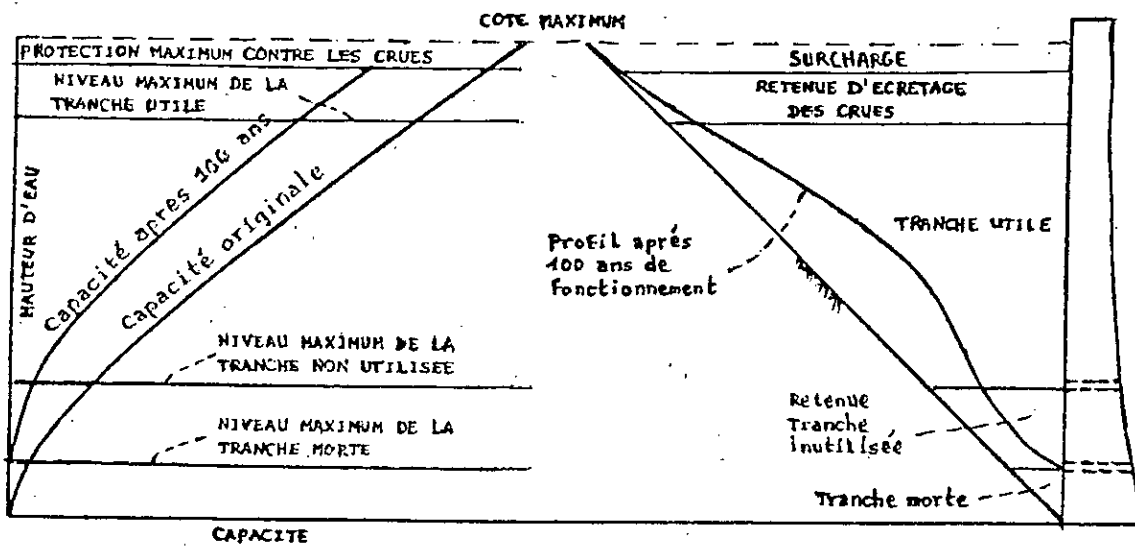 COTE MAXIMUM
PROTECTION MAXIMUM CONTRE LES CRUES
NIVEAU MAXIMUM DE LA
TRANCHE UTILE
HAUTEUR D'EAU
Capacité après 100 ans
Capacité originale
NIVEAU MAXIMUM DE LA
TRANCHE NON UTILISEE
NIVEAU MAXIMUM DE LA
TRANCHE MORTE
CAPACITE
SURCHARGE
RETENUE D'ECRETAGE
DES CRUES
TRANCHE UTILE
Profil aprés
100 ans de
Fonctionnement
Retenue
Tranche
inutilisée
Tranche morte